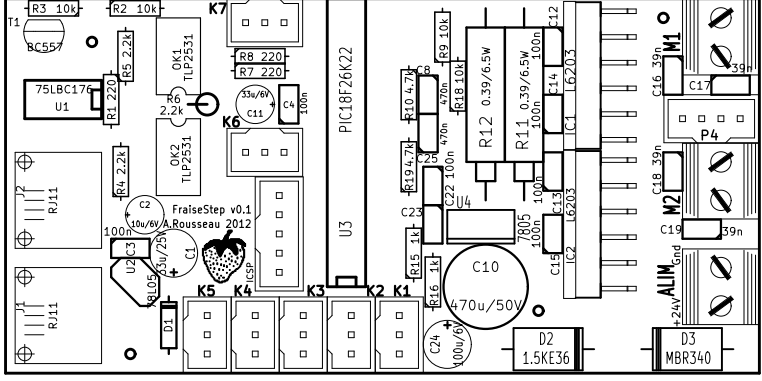 R3 10k
R2 10k
K7
C12
T1
BC557
R5 2.2k
OK1
TLP2531
R8 220
R7 220
PIC18F26K22
U3
R9 10k
R18 10k
R12 0.39/6.5W
R11 0.39/6.5W
100n
L6203
IC1
M1
C16 39n
C17
39n
75LBC176
U1
R1 220
R6
2.2k
33u/6V
C11
C4
100n
R10 4.7k
C8
470n
470n
C14
100n
P4
K6
OK2
TLP2531
R4 2.2k
R19 4.7k
C25
C22 100n
C23
U4
7805
100n
C13
100n
C15
L6203
IC2
C18 39n
M2
C19
39n
J2
RJ11
C2
10u/6V
FraiseStep v0.1
A.Rousseau 2012
100n
C3
U2
78L05
33u/25V
C1
ICSP
R15 1k
R16 1k
C10
470u/50V
Gnd
ALIM
+24V
J1
RJ11
D1
K5
K4
K3
K2
K1
C24
100u/6V
D2
1.5KE36
D3
MBR340